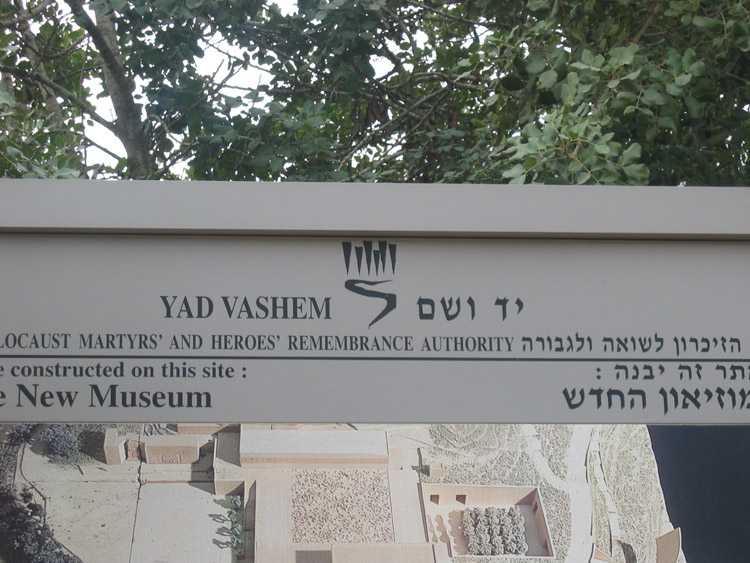 YAD VASHEM יד ושם
LOCAUST MARTYRS' AND HEROES' REMEMBRANCE AUTHORITY הזיכרון לשואה ולגבורה
e constructed on this site :
תר זה יבנה :
e New Museum
מוזיאון החדש